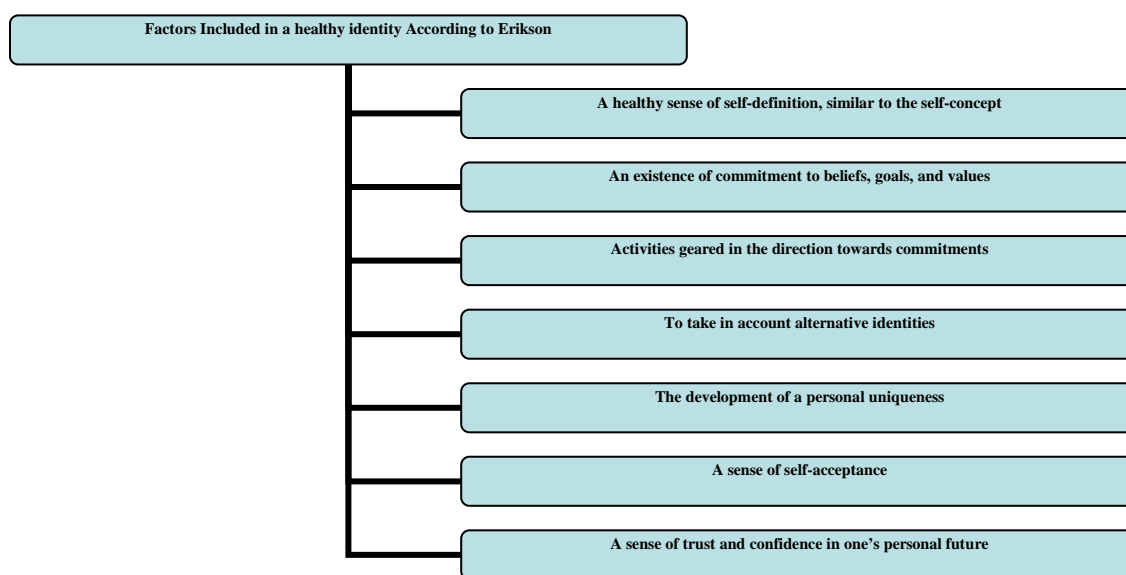 Factors Included in a healthy identity According to Erikson
A healthy sense of self-definition, similar to the self-concept
An existence of commitment to beliefs, goals, and values
Activities geared in the direction towards commitments
To take in account alternative identities
The development of a personal uniqueness
A sense of self-acceptance
A sense of trust and confidence in one’s personal future